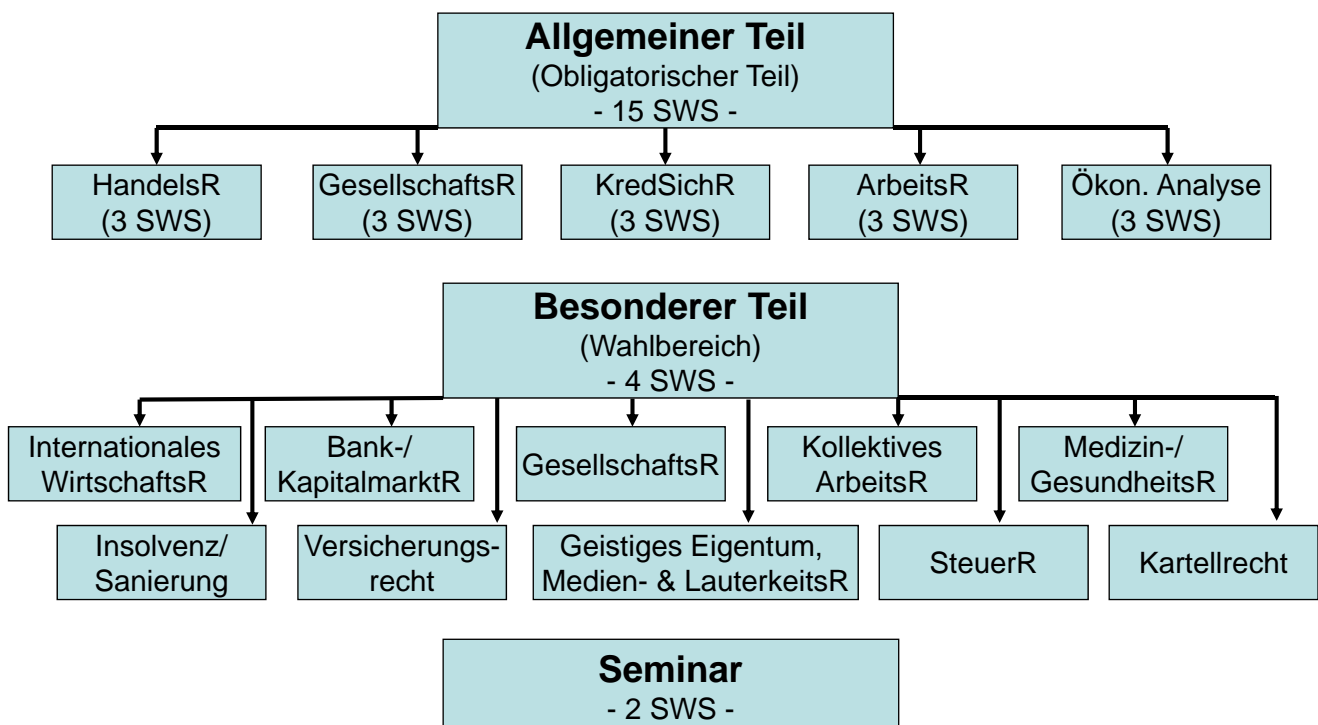 Allgemeiner Teil
(Obligatorischer Teil)
- 15 SWS -
HandelsR
(3 SWS)
GesellschaftsR
(3 SWS)
KredSichR
(3 SWS)
ArbeitsR
(3 SWS)
Ökon. Analyse
(3 SWS)
Besonderer Teil
(Wahlbereich)
- 4 SWS -
Internationales
WirtschaftsR
Bank-/
KapitalmarktR
GesellschaftsR
Kollektives
ArbeitsR
Medizin-/
GesundheitsR
Insolvenz/
Sanierung
Versicherungs-
recht
Geistiges Eigentum,
Medien- & LauterkeitsR
SteuerR
Kartellrecht
Seminar
- 2 SWS -